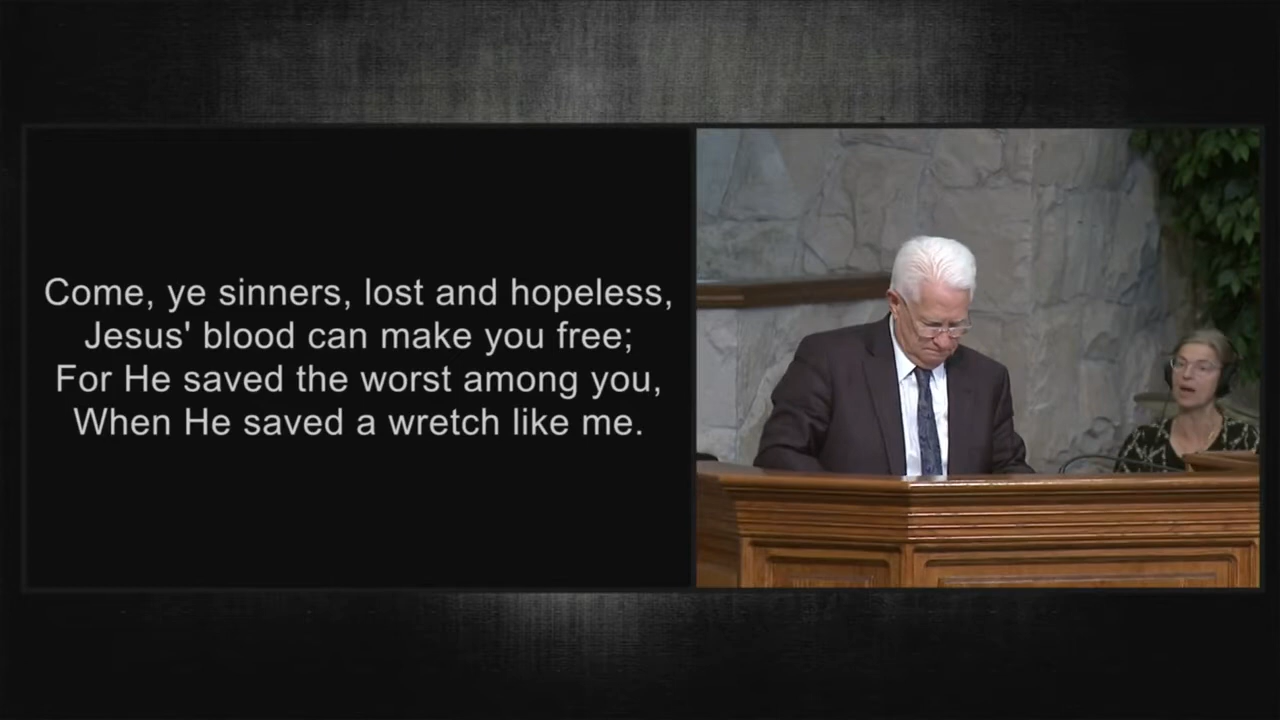 Come, ye sinners, lost and hopeless,
Jesus' blood can make you free;
For He saved the worst among you,
When He saved a wretch like me.